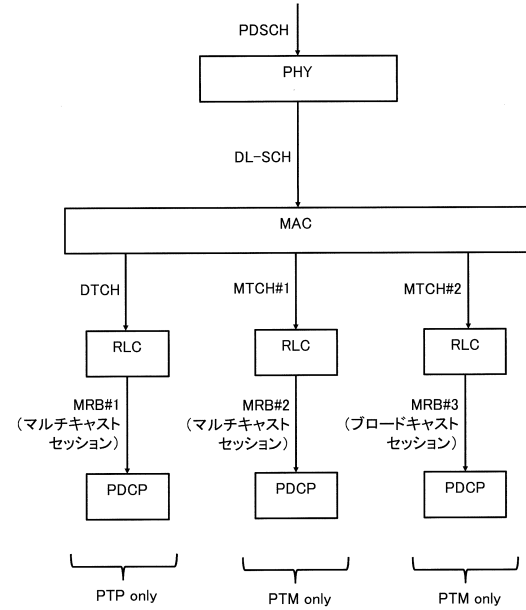 PDSCH
PHY
DL-SCH
MAC
DTCH
MTCH#1
MTCH#2
RLC
RLC
RLC
MRB#1
(マルチキャスト
セッション)
MRB#2
(マルチキャスト
セッション)
MRB#3
(ブロードキャスト
セッション)
PDCP
PDCP
PDCP
PTP only
PTM only
PTM only